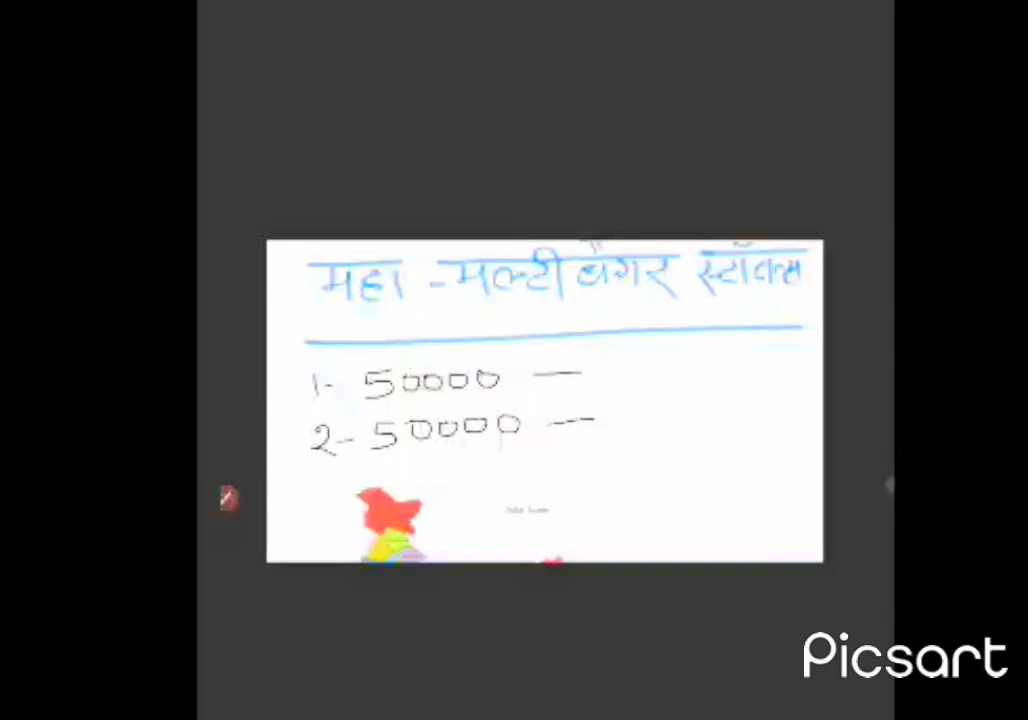 महा - मल्टीबैगर स्टॉक्स
1- 50000 —
2- 50000 —
Picsart